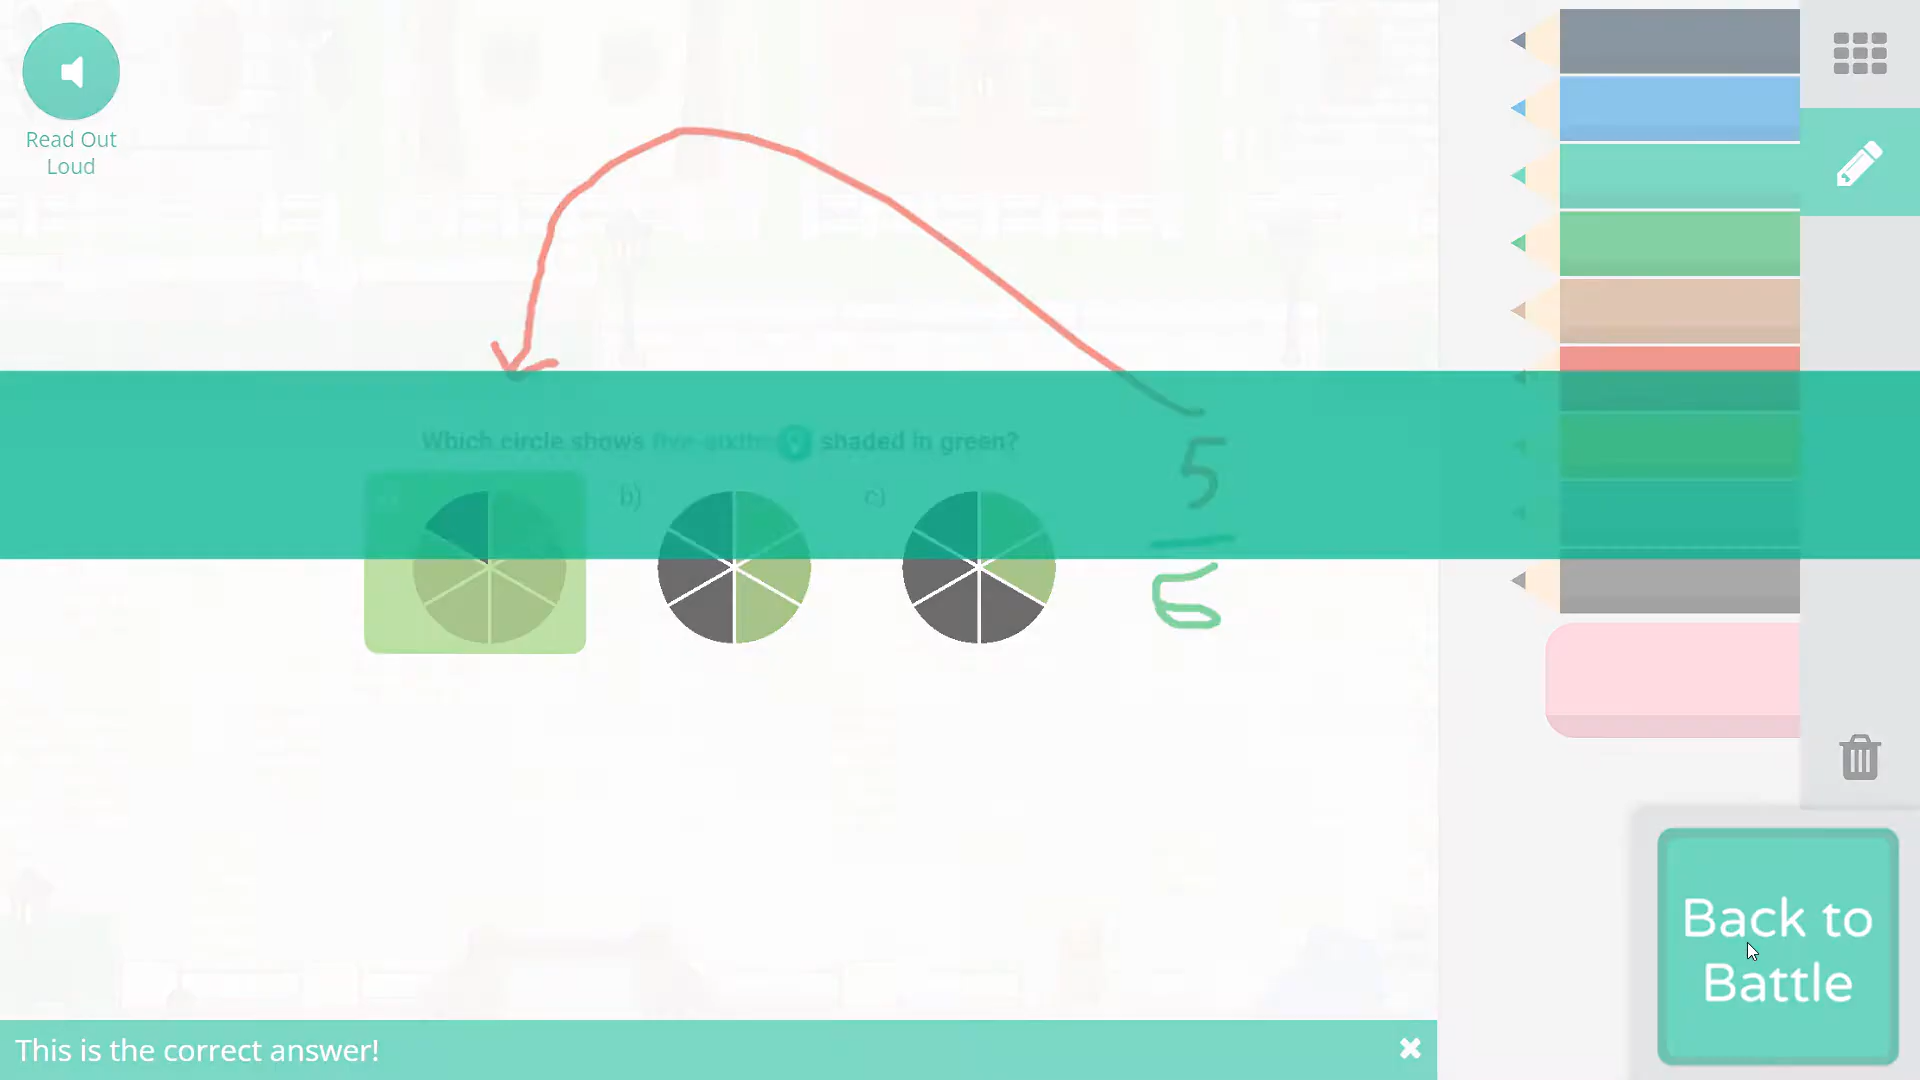 Read Out
Loud
Which circle shows five-sixths shaded in green?
b)
c)
5
6
Back to
Battle
This is the correct answer!